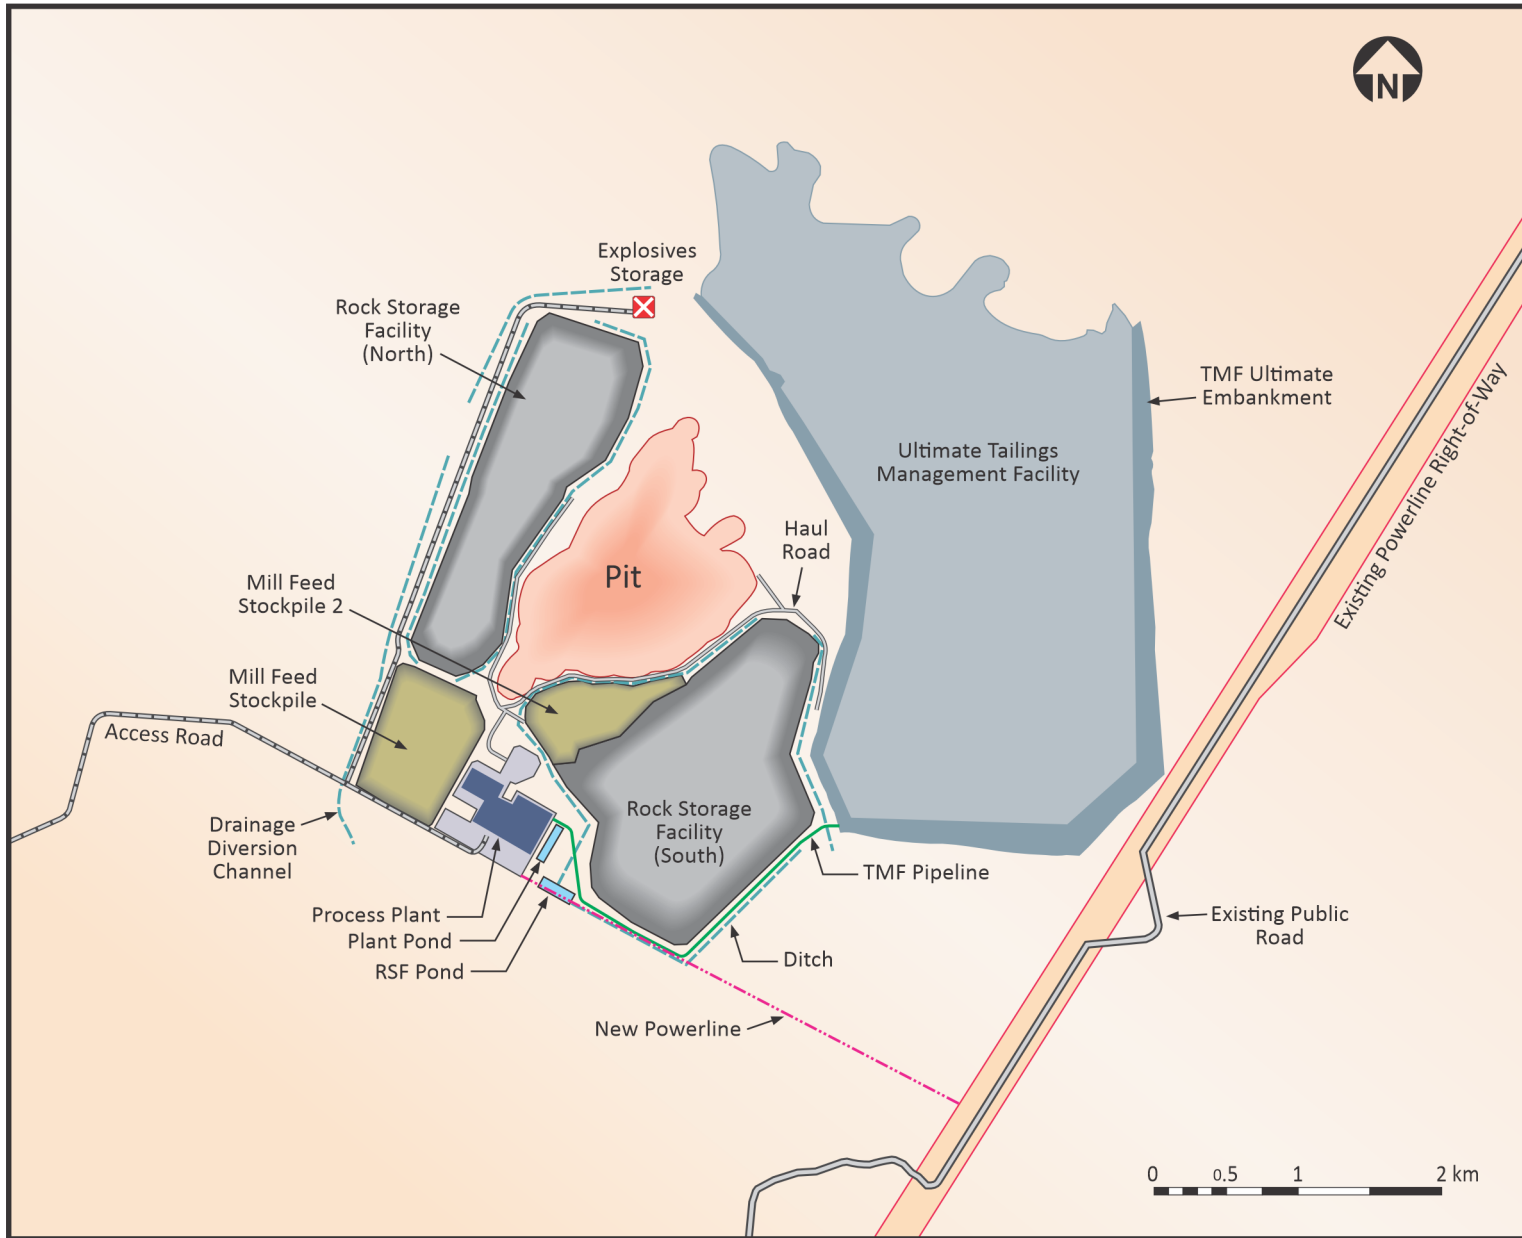 N
Explosives
Storage
Rock Storage
Facility
(North)
TMF Ultimate
Embankment
Existing Powerline Right-of-Way
Ultimate Tailings
Management Facility
Haul
Road
Pit
Mill Feed
Stockpile 2
Mill Feed
Stockpile
Access Road
Rock Storage
Facility
(South)
Drainage
Diversion
Channel
TMF Pipeline
Process Plant
Plant Pond
RSF Pond
Existing Public
Road
Ditch
New Powerline
0 0.5 1 2 km